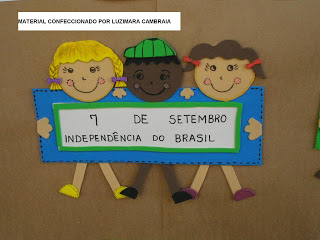 MATERIAL CONFECCIONADO POR LUZIMARA CAMBRAIA
7 DE SETEMBRO
INDEPENDÊNCIA DO BRASIL